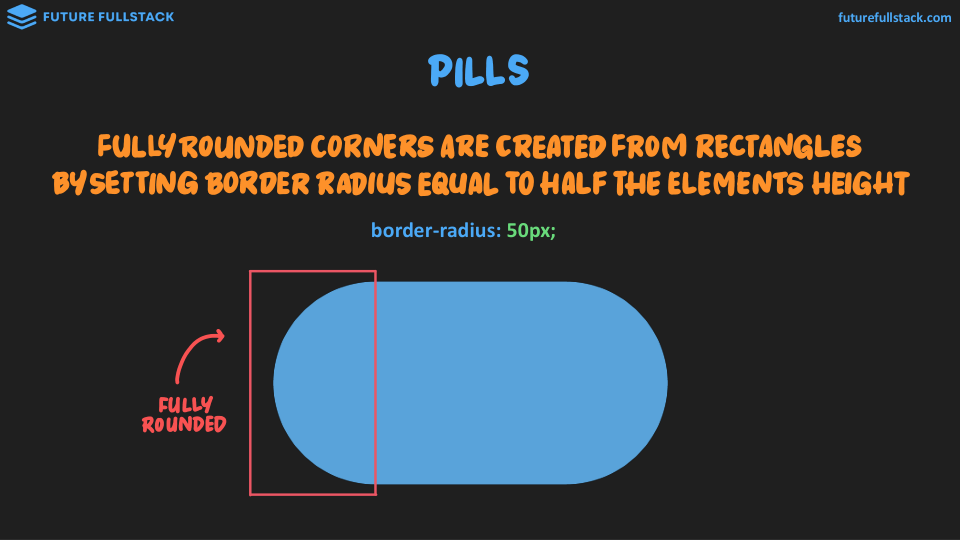 FUTURE FULLSTACK
futurefullstack.com
PILLS
FULLY ROUNDED CORNERS ARE CREATED FROM RECTANGLES
BY SETTING BORDER RADIUS EQUAL TO HALF THE ELEMENTS HEIGHT
border-radius: 50px;
FULLY
ROUNDED